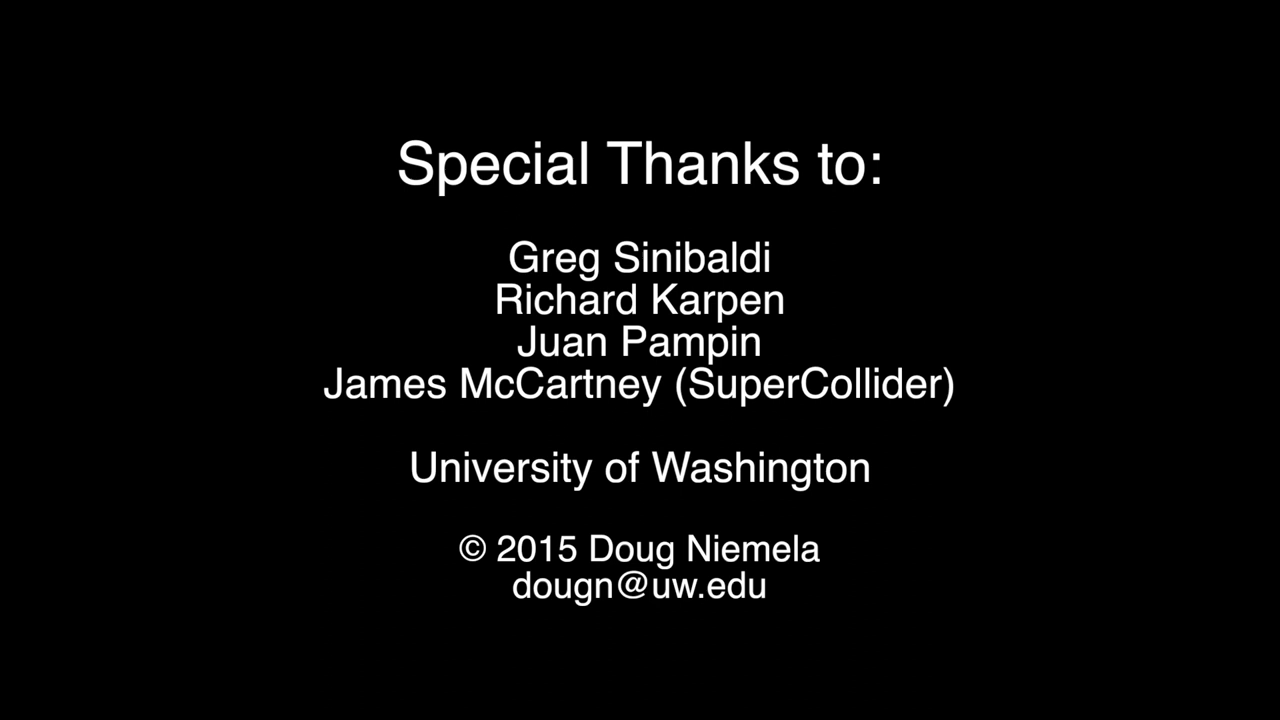 Special Thanks to:
Greg Sinibaldi
Richard Karpen
Juan Pampin
James McCartney (SuperCollider)
University of Washington
© 2015 Doug Niemela
dougn@uw.edu